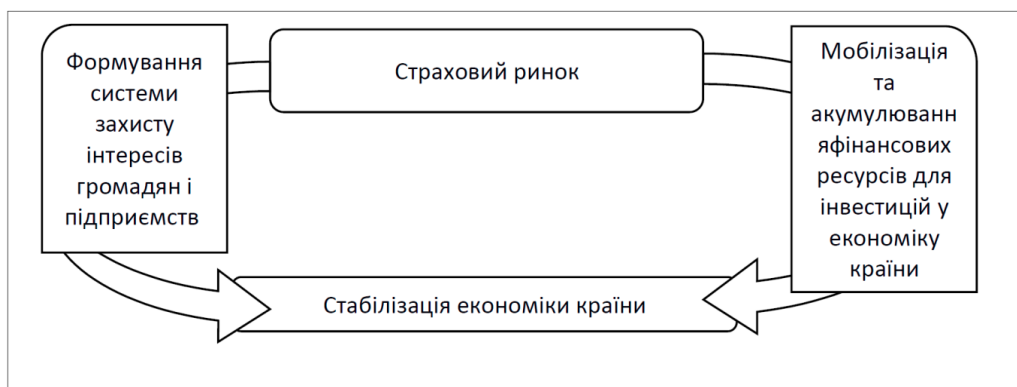 Формування
системи
захисту
інтересів
громадян і
підприємств
Страховий ринок
Мобілізація
та
акумулюванн
яфінансових
ресурсів для
інвестицій у
економіку
країни
Стабілізація економіки країни